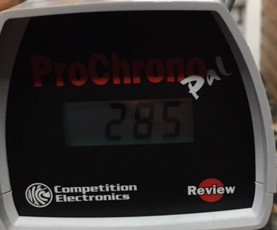 ProChrono
Pal
285
Competition
Electronics
Review